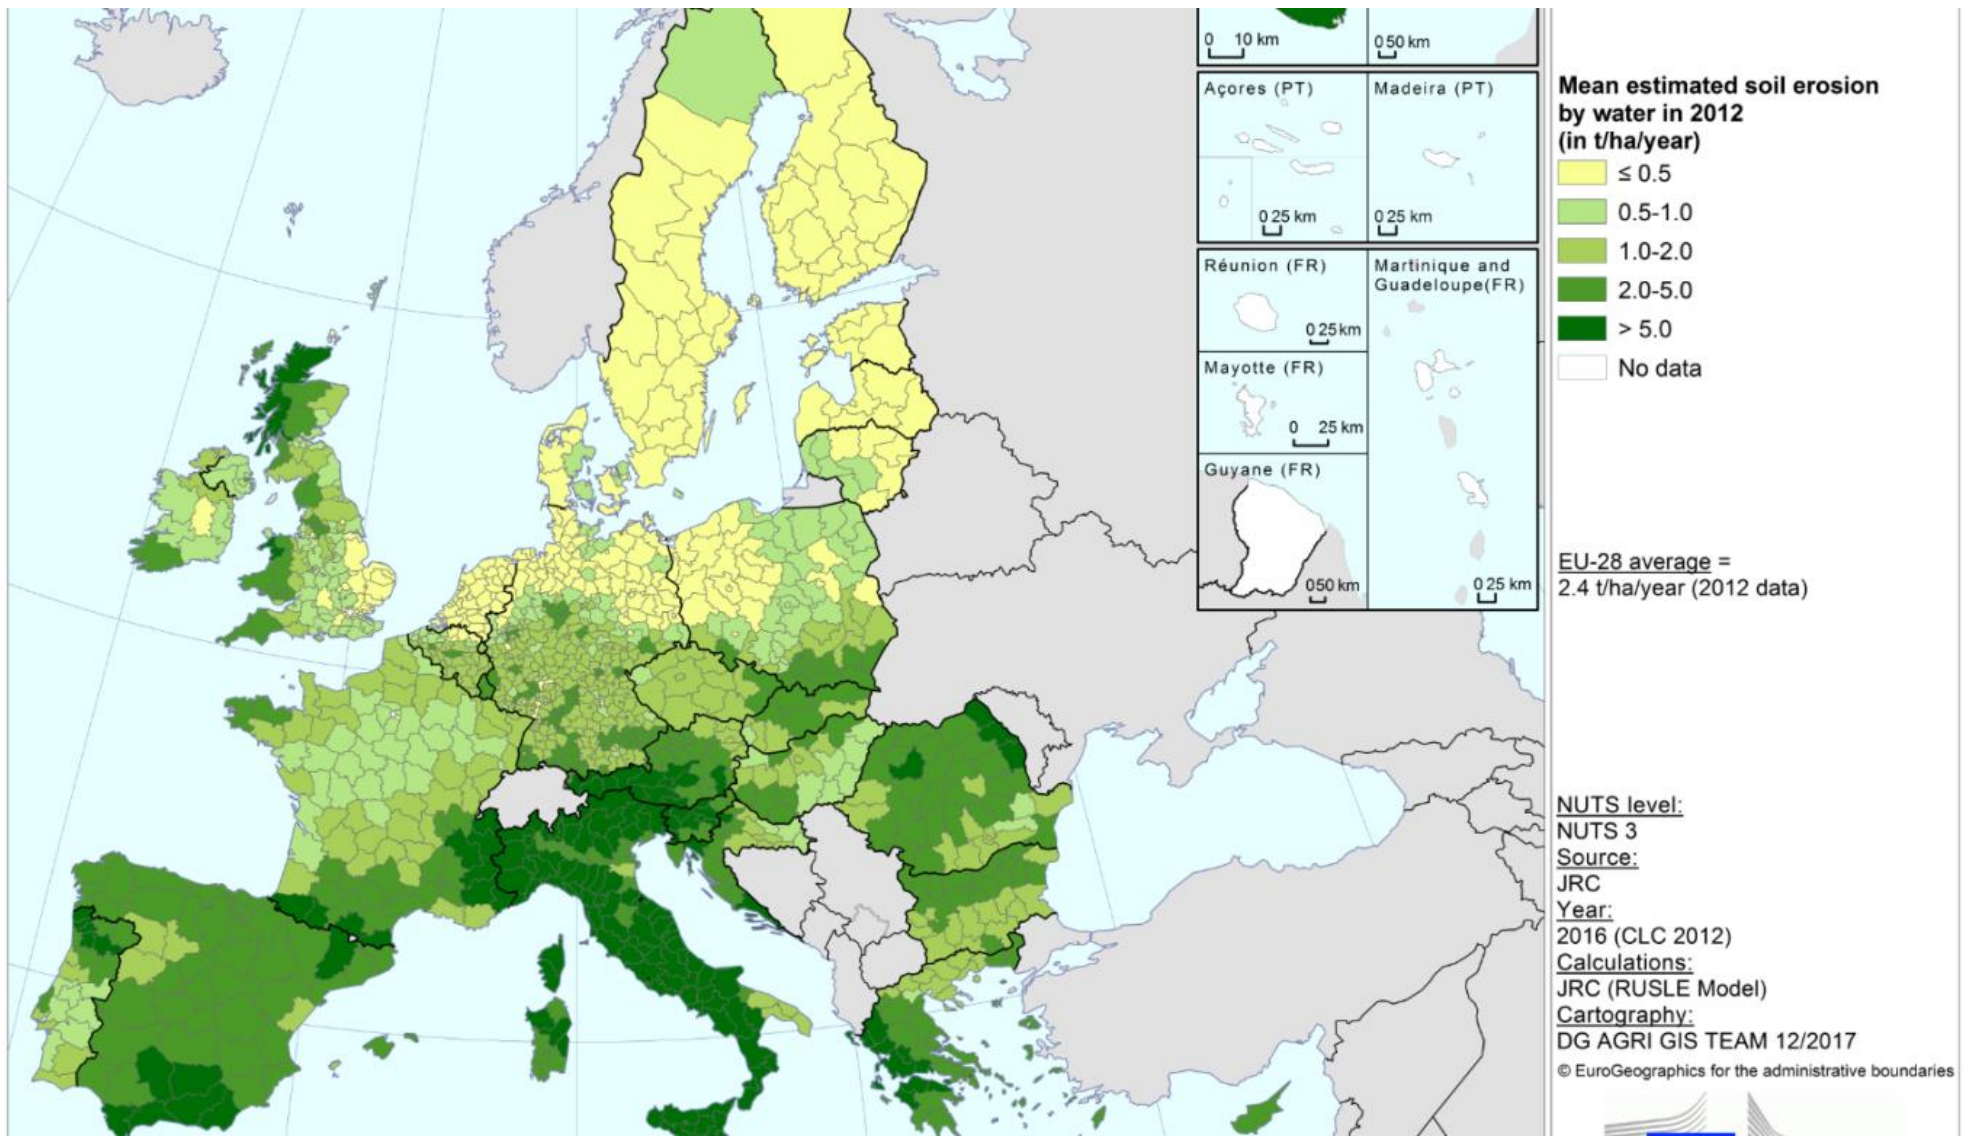 0 10 km
0 50 km
Açores (PT)
Madeira (PT)
0 25 km
0 25 km
Réunion (FR)
Martinique and
Guadeloupe(FR)
0 25 km
Mayotte (FR)
0 25 km
Guyane (FR)
0 50 km
0 25 km
Mean estimated soil erosion
by water in 2012
(in t/ha/year)
≤ 0.5
0.5-1.0
1.0-2.0
2.0-5.0
> 5.0
No data
EU-28 average =
2.4 t/ha/year (2012 data)
NUTS level:
NUTS 3
Source:
JRC
Year:
2016 (CLC 2012)
Calculations:
JRC (RUSLE Model)
Cartography:
DG AGRI GIS TEAM 12/2017
© EuroGeographics for the administrative boundaries